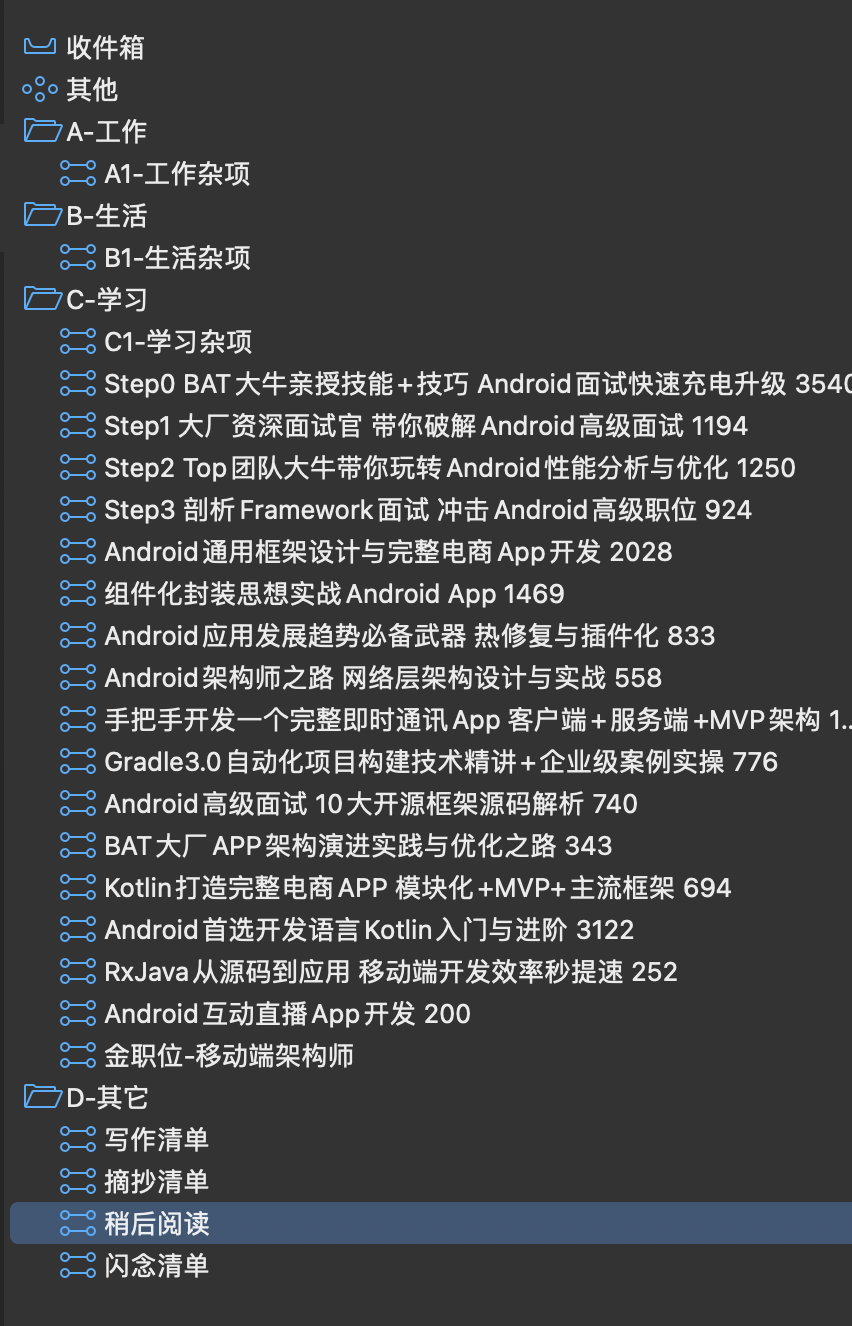 收件箱
其他
A-工作
A1-工作杂项
B-生活
B1-生活杂项
C-学习
C1-学习杂项
Step0 BAT大牛亲授技能+技巧 Android面试快速充电升级 3540
Step1 大厂资深面试官 带你破解Android高级面试 1194
Step2 Top团队大牛带你玩转Android性能分析与优化 1250
Step3 剖析Framework面试 冲击Android高级职位 924
Android通用框架设计与完整电商App开发 2028
组件化封装思想实战Android App 1469
Android应用发展趋势必备武器 热修复与插件化 833
Android架构师之路 网络层架构设计与实战 558
手把手开发一个完整即时通讯App 客户端+服务端+MVP架构 1...
Gradle3.0自动化项目构建技术精讲+企业级案例实操 776
Android高级面试 10大开源框架源码解析 740
BAT大厂APP架构演进实践与优化之路 343
Kotlin打造完整电商APP 模块化+MVP+主流框架 694
Android首选开发语言Kotlin入门与进阶 3122
RxJava从源码到应用 移动端开发效率秒提速 252
Android互动直播App开发 200
金职位-移动端架构师
D-其它
写作清单
摘抄清单
稍后阅读
闪念清单